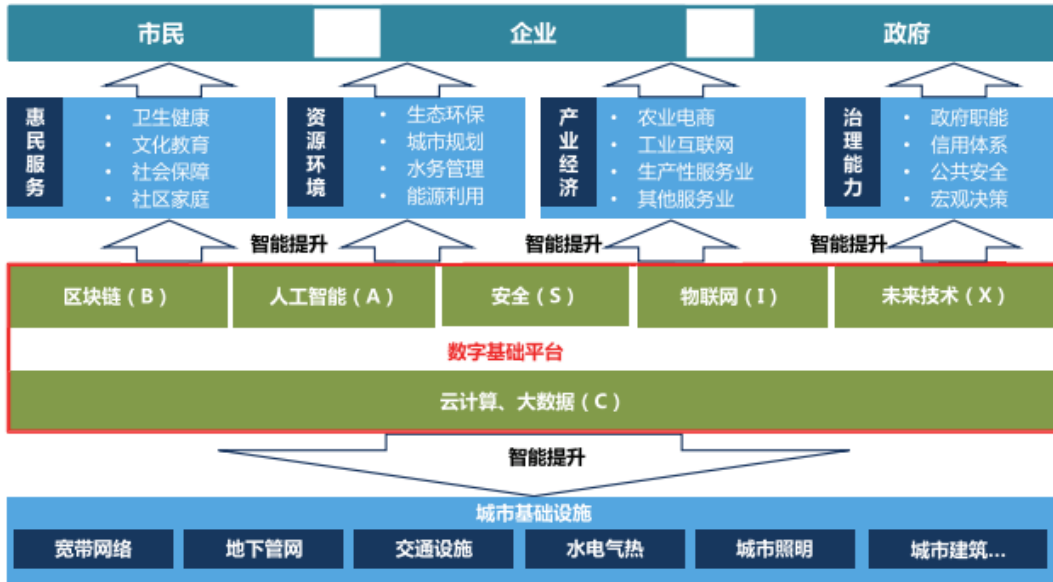 市民
企业
政府
惠民服务
• 卫生健康
• 文化教育
• 社会保障
• 社区家庭
资源环境
• 生态环保
• 城市规划
• 水务管理
• 能源利用
产业经济
• 农业电商
• 工业互联网
• 生产性服务业
• 其他服务业
治理能力
• 政府职能
• 信用体系
• 公共安全
• 宏观决策
智能提升
智能提升
智能提升
区块链（B）
人工智能（A）
安全（S）
物联网（I）
未来技术（X）
数字基础平台
云计算、大数据（C）
智能提升
城市基础设施
宽带网络
地下管网
交通设施
水电气热
城市照明
城市建筑...